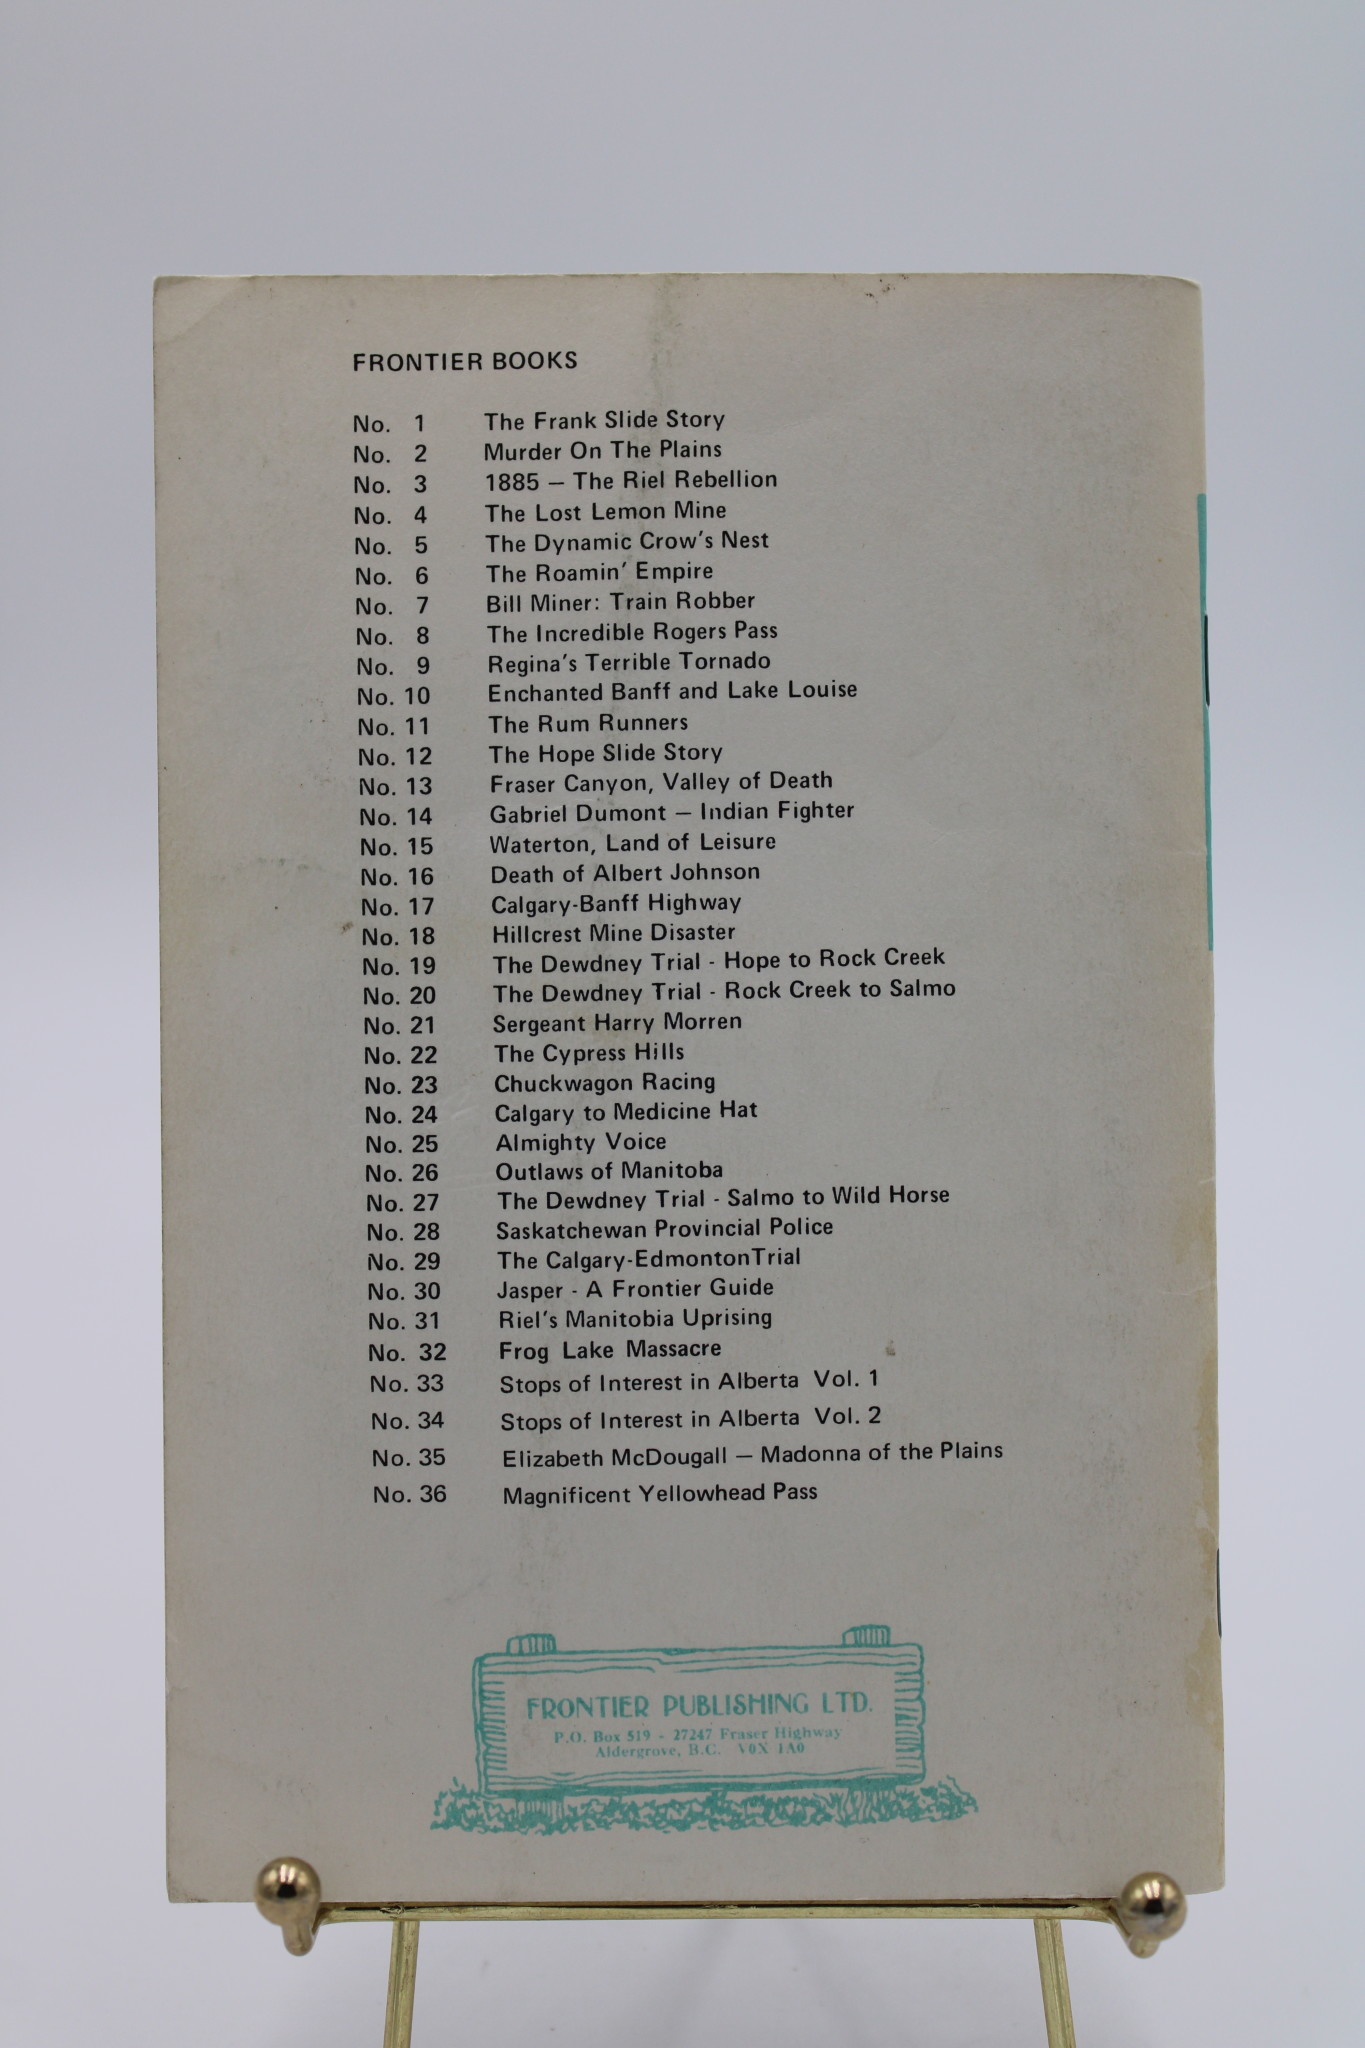 FRONTIER BOOKS
No. 1 The Frank Slide Story
No. 2 Murder On The Plains
No. 3 1885 — The Riel Rebellion
No. 4 The Lost Lemon Mine
No. 5 The Dynamic Crow's Nest
No. 6 The Roamin' Empire
No. 7 Bill Miner: Train Robber
No. 8 The Incredible Rogers Pass
No. 9 Regina's Terrible Tornado
No. 10 Enchanted Banff and Lake Louise
No. 11 The Rum Runners
No. 12 The Hope Slide Story
No. 13 Fraser Canyon, Valley of Death
No. 14 Gabriel Dumont — Indian Fighter
No. 15 Waterton, Land of Leisure
No. 16 Death of Albert Johnson
No. 17 Calgary-Banff Highway
No. 18 Hillcrest Mine Disaster
No. 19 The Dewdney Trial - Hope to Rock Creek
No. 20 The Dewdney Trial - Rock Creek to Salmo
No. 21 Sergeant Harry Morren
No. 22 The Cypress Hills
No. 23 Chuckwagon Racing
No. 24 Calgary to Medicine Hat
No. 25 Almighty Voice
No. 26 Outlaws of Manitoba
No. 27 The Dewdney Trial - Salmo to Wild Horse
No. 28 Saskatchewan Provincial Police
No. 29 The Calgary-EdmontonTrial
No. 30 Jasper - A Frontier Guide
No. 31 Riel's Manitobia Uprising
No. 32 Frog Lake Massacre
No. 33 Stops of Interest in Alberta Vol. 1
No. 34 Stops of Interest in Alberta Vol. 2
No. 35 Elizabeth McDougall — Madonna of the Plains
No. 36 Magnificent Yellowhead Pass
FRONTIER PUBLISHING LTD.
P.O. Box 519 - 27247 Fraser Highway
Aldergrove, B.C. V0X 1A0